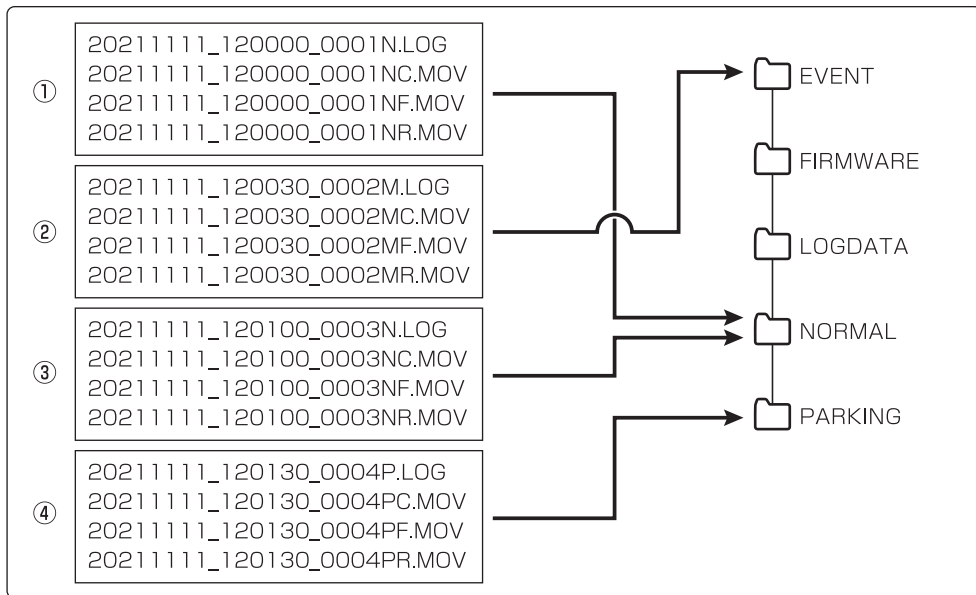 ①
20211111_120000_0001N.LOG
20211111_120000_0001NC.MOV
20211111_120000_0001NF.MOV
20211111_120000_0001NR.MOV
②
20211111_120030_0002M.LOG
20211111_120030_0002MC.MOV
20211111_120030_0002MF.MOV
20211111_120030_0002MR.MOV
③
20211111_120100_0003N.LOG
20211111_120100_0003NC.MOV
20211111_120100_0003NF.MOV
20211111_120100_0003NR.MOV
④
20211111_120130_0004P.LOG
20211111_120130_0004PC.MOV
20211111_120130_0004PF.MOV
20211111_120130_0004PR.MOV
EVENT
FIRMWARE
LOGDATA
NORMAL
PARKING